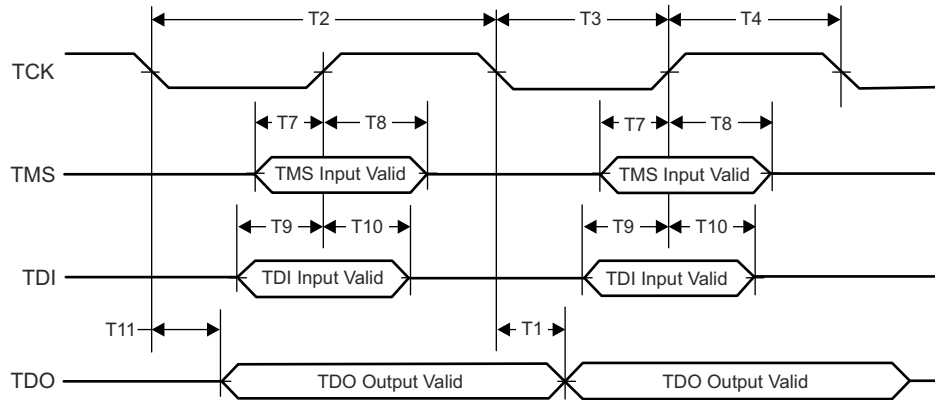 T2 T3 T4
TCK
T7 T8 T7 T8
TMS TMS Input Valid TMS Input Valid
T9 T10 T9 T10
TDI TDI Input Valid TDI Input Valid
T11 T1
TDO TDO Output Valid TDO Output Valid